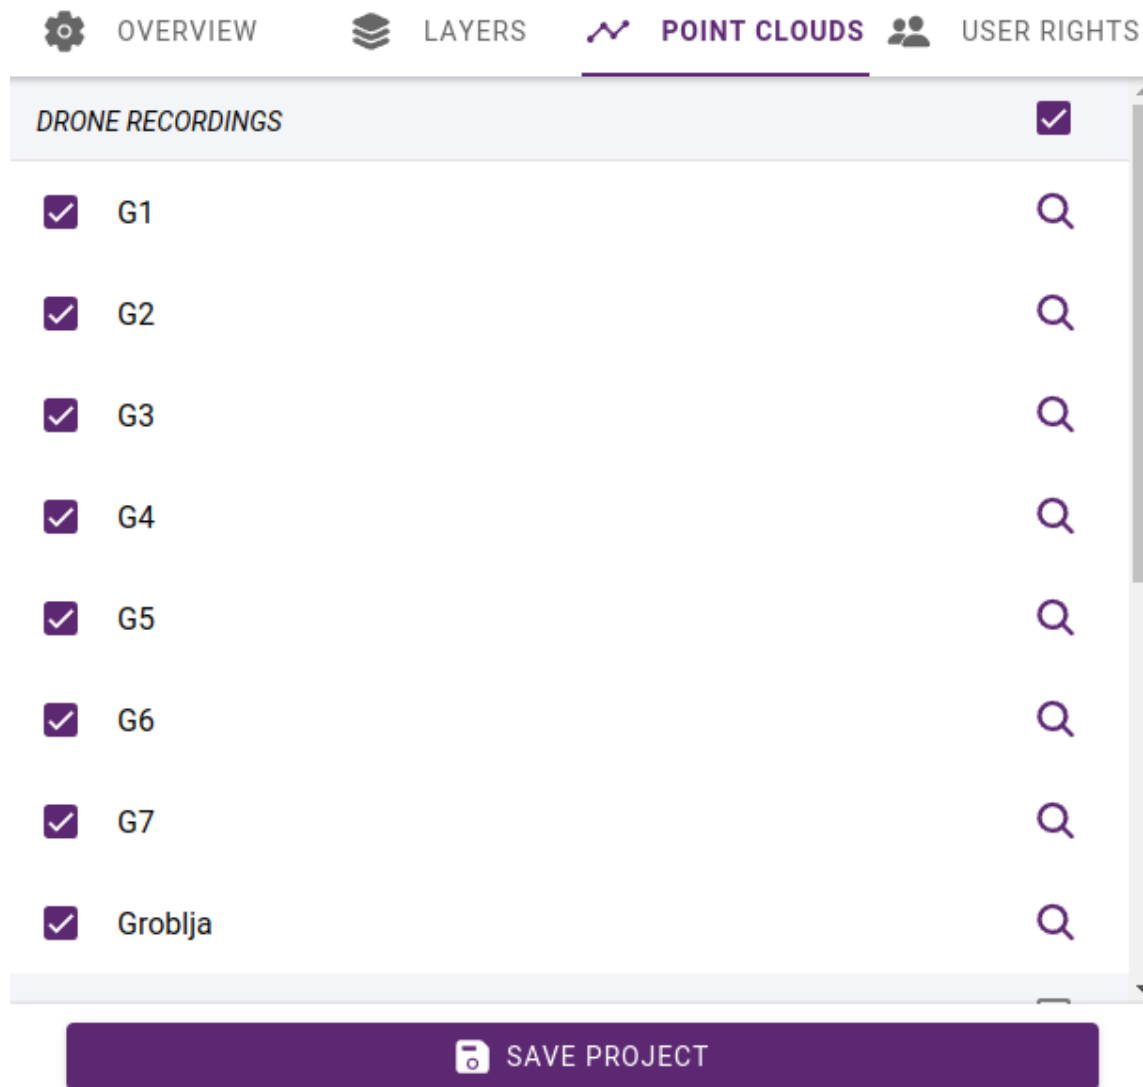 OVERVIEW LAYERS POINT CLOUDS USER RIGHTS
DRONE RECORDINGS
G1
G2
G3
G4
G5
G6
G7
Groblja
SAVE PROJECT